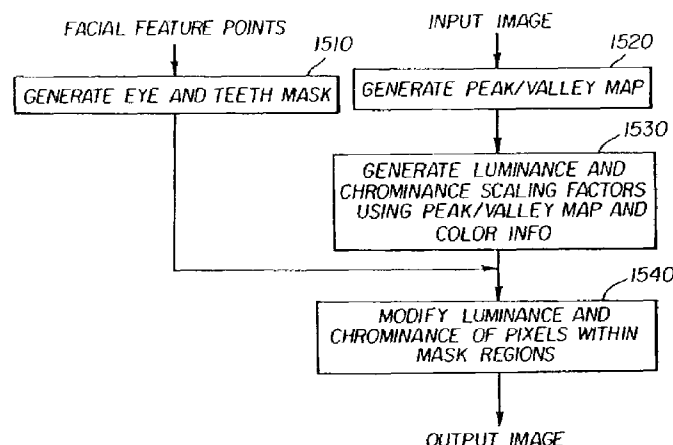 FACIAL FEATURE POINTS
INPUT IMAGE
1510
1520
GENERATE EYE AND TEETH MASK
GENERATE PEAK/VALLEY MAP
1530
GENERATE LUMINANCE AND
CHROMINANCE SCALING FACTORS
USING PEAK/VALLEY MAP AND
COLOR INFO
1540
MODIFY LUMINANCE AND
CHROMINANCE OF PIXELS WITHIN
MASK REGIONS
OUTPUT IMAGE